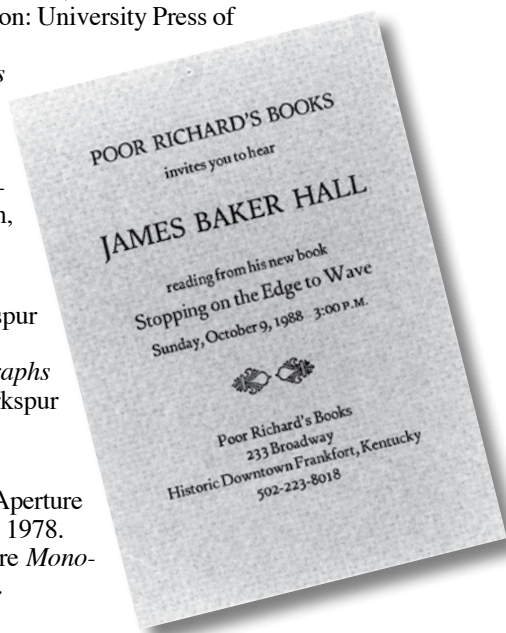 on: University Press of
s
–
n,
spur
raphs
kspur
Aperture
1978.
re Mono-
.
POOR RICHARD'S BOOKS
invites you to hear
JAMES BAKER HALL
reading from his new book
Stopping on the Edge to Wave
Sunday, October 9, 1988 3:00 P.M.
Poor Richard's Books
233 Broadway
Historic Downtown Frankfort, Kentucky
502-223-8018